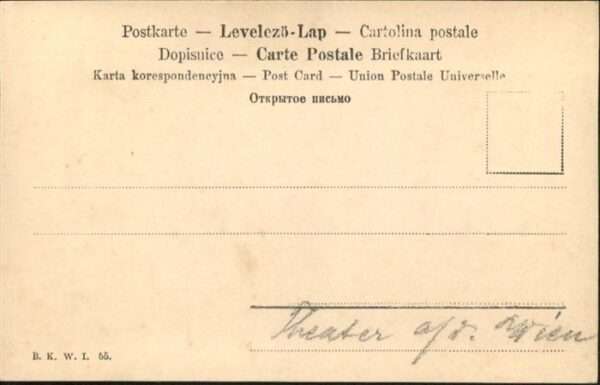 Postkarte — Levelező-Lap — Cartolina postale
Dopisnice — Carte Postale Briefkaart
Karta korespondencyjna — Post Card — Union Postale Universelle
Открытое письмо
Theater a/d. Wien
B. K. W. I. 55.